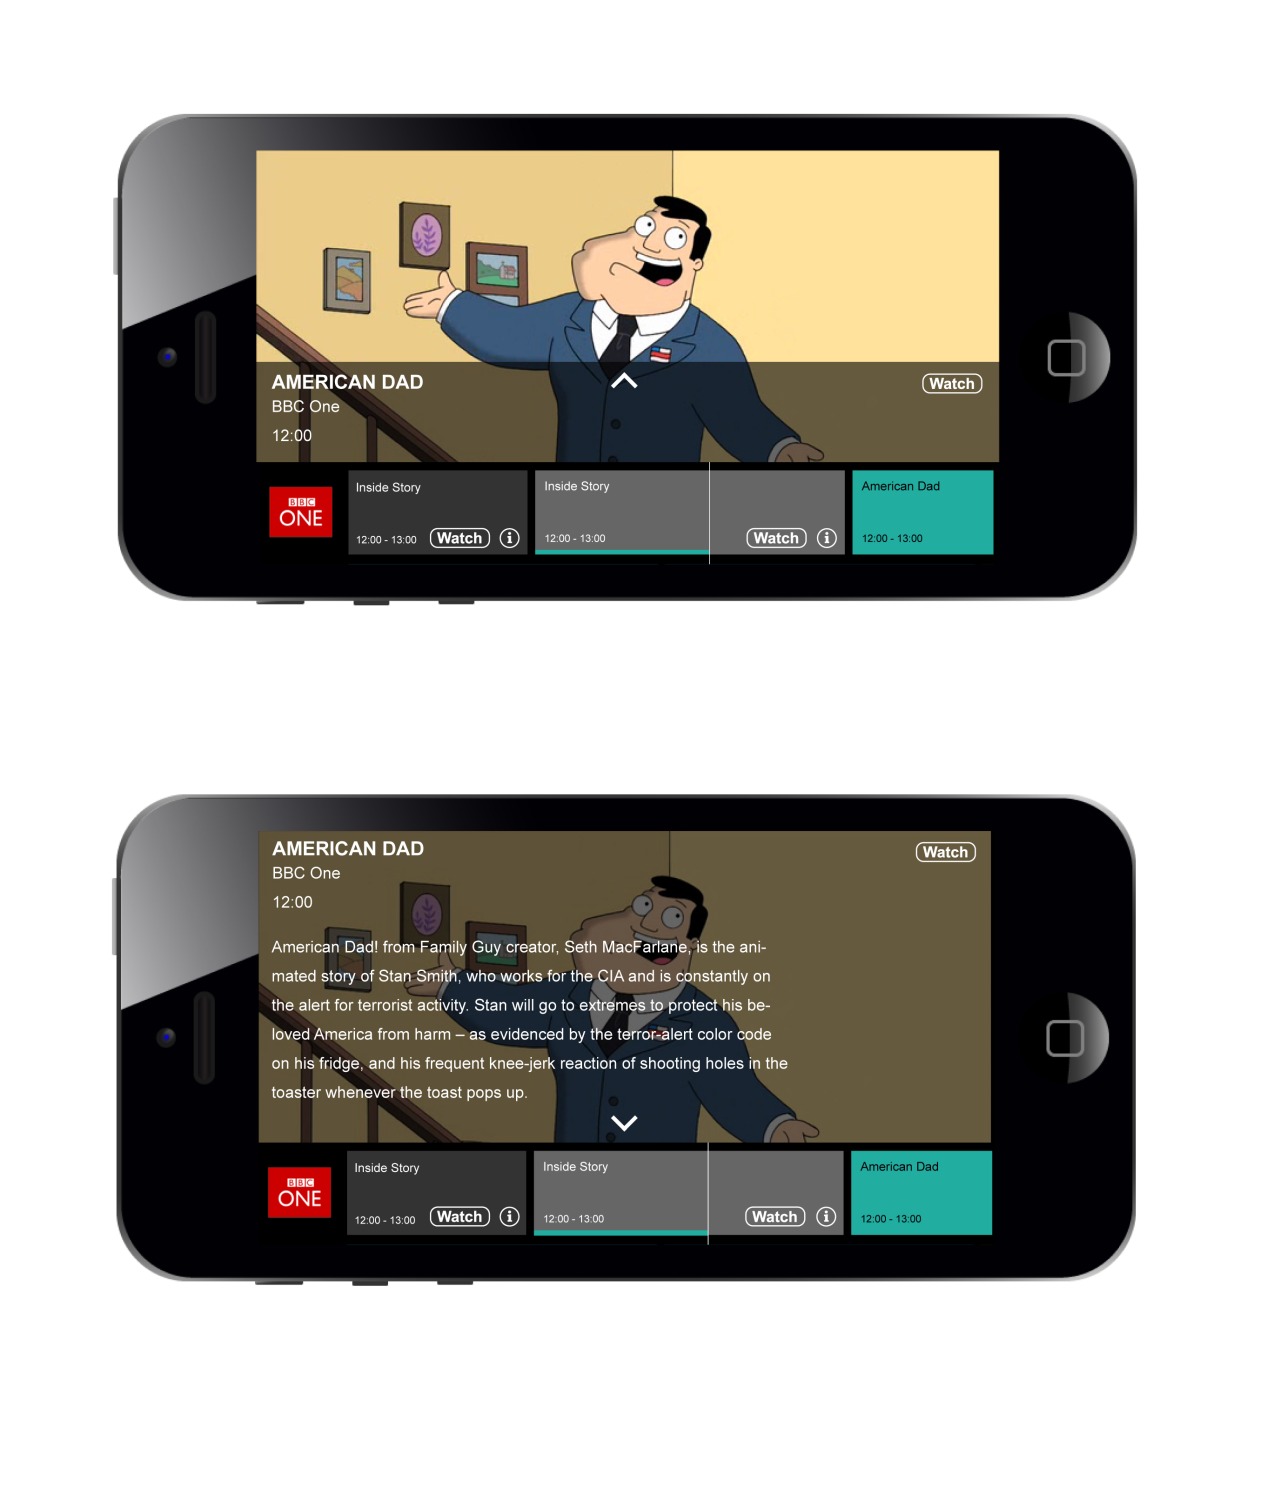 AMERICAN DAD
Watch
BBC One
12:00
BBC
ONE
Inside Story
12:00 - 13:00
Watch
i
Inside Story
12:00 - 13:00
Watch
i
American Dad
12:00 - 13:00
AMERICAN DAD
Watch
BBC One
12:00
American Dad! from Family Guy creator, Seth MacFarlane, is the ani-
mated story of Stan Smith, who works for the CIA and is constantly on
the alert for terrorist activity. Stan will go to extremes to protect his be-
loved America from harm – as evidenced by the terror-alert color code
on his fridge, and his frequent knee-jerk reaction of shooting holes in the
toaster whenever the toast pops up.
BBC
ONE
Inside Story
12:00 - 13:00
Watch
i
Inside Story
12:00 - 13:00
Watch
i
American Dad
12:00 - 13:00